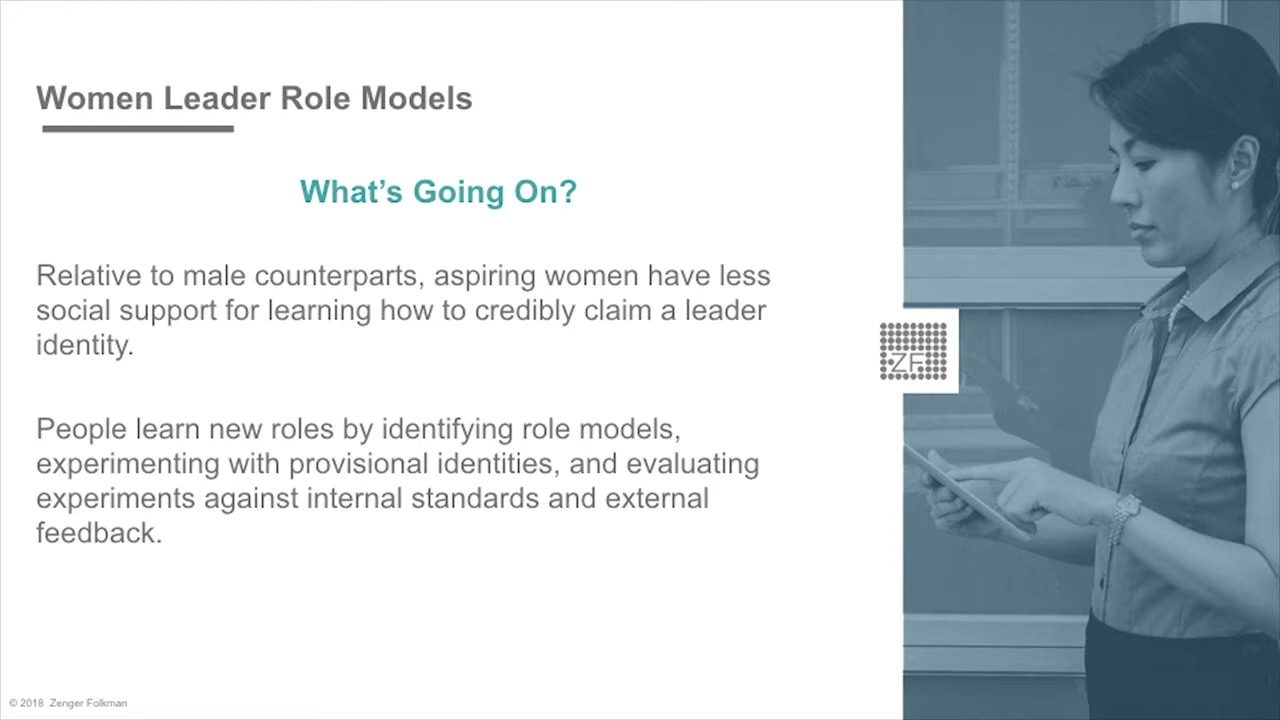 Women Leader Role Models
What’s Going On?
Relative to male counterparts, aspiring women have less
social support for learning how to credibly claim a leader
identity.
People learn new roles by identifying role models,
experimenting with provisional identities, and evaluating
experiments against internal standards and external
feedback.
ZF
© 2018 Zenger Folkman